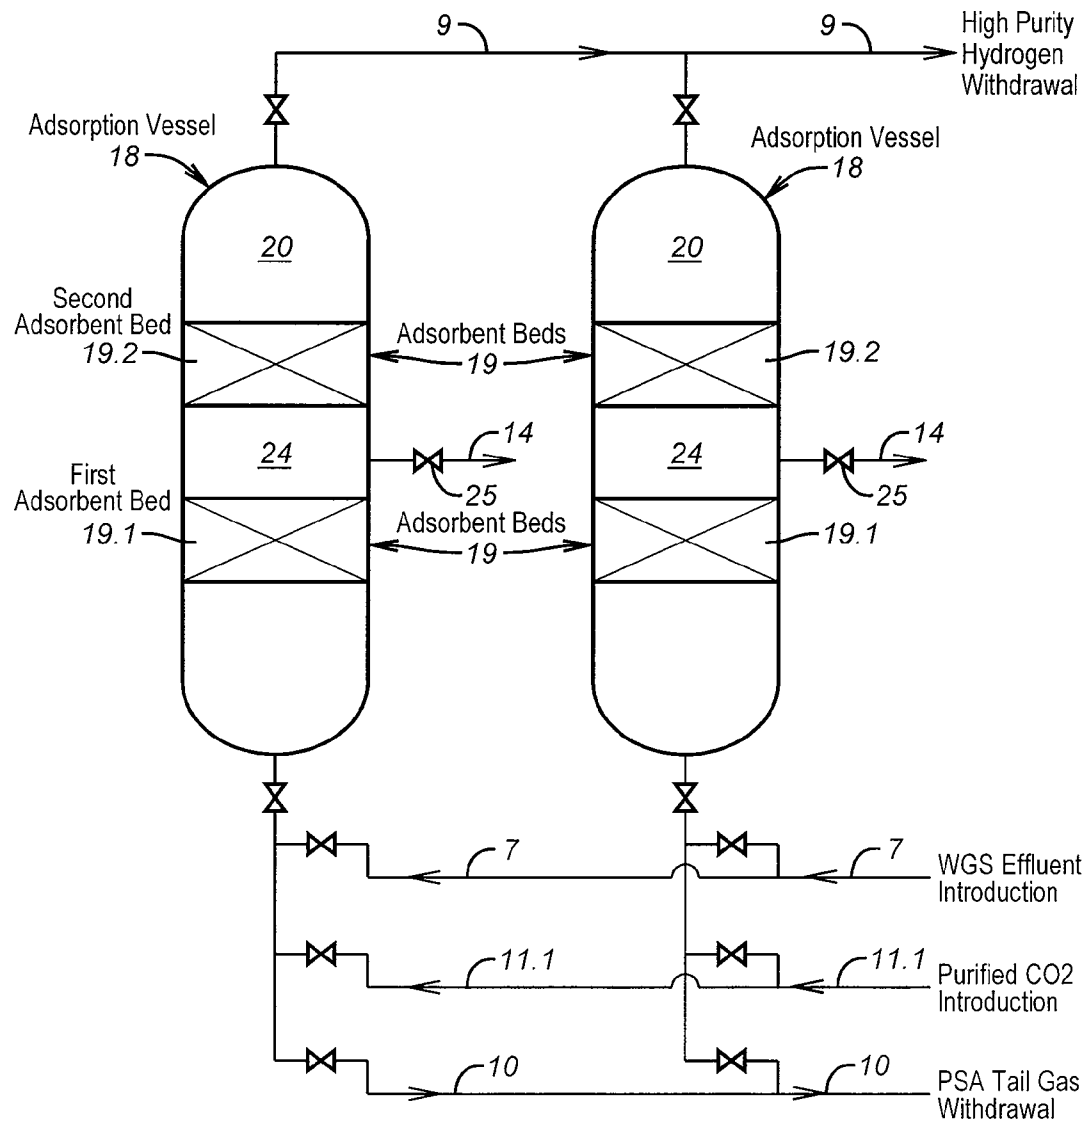 9
9
High Purity
Hydrogen
Withdrawal
Adsorption Vessel
18
Adsorption Vessel
18
20
20
Second
Adsorbent Bed
19.2
Adsorbent Beds
19
19.2
24
14
25
24
14
25
First
Adsorbent Bed
19.1
Adsorbent Beds
19
19.1
7
7
WGS Effluent
Introduction
11.1
11.1
Purified CO2
Introduction
10
10
PSA Tail Gas
Withdrawal